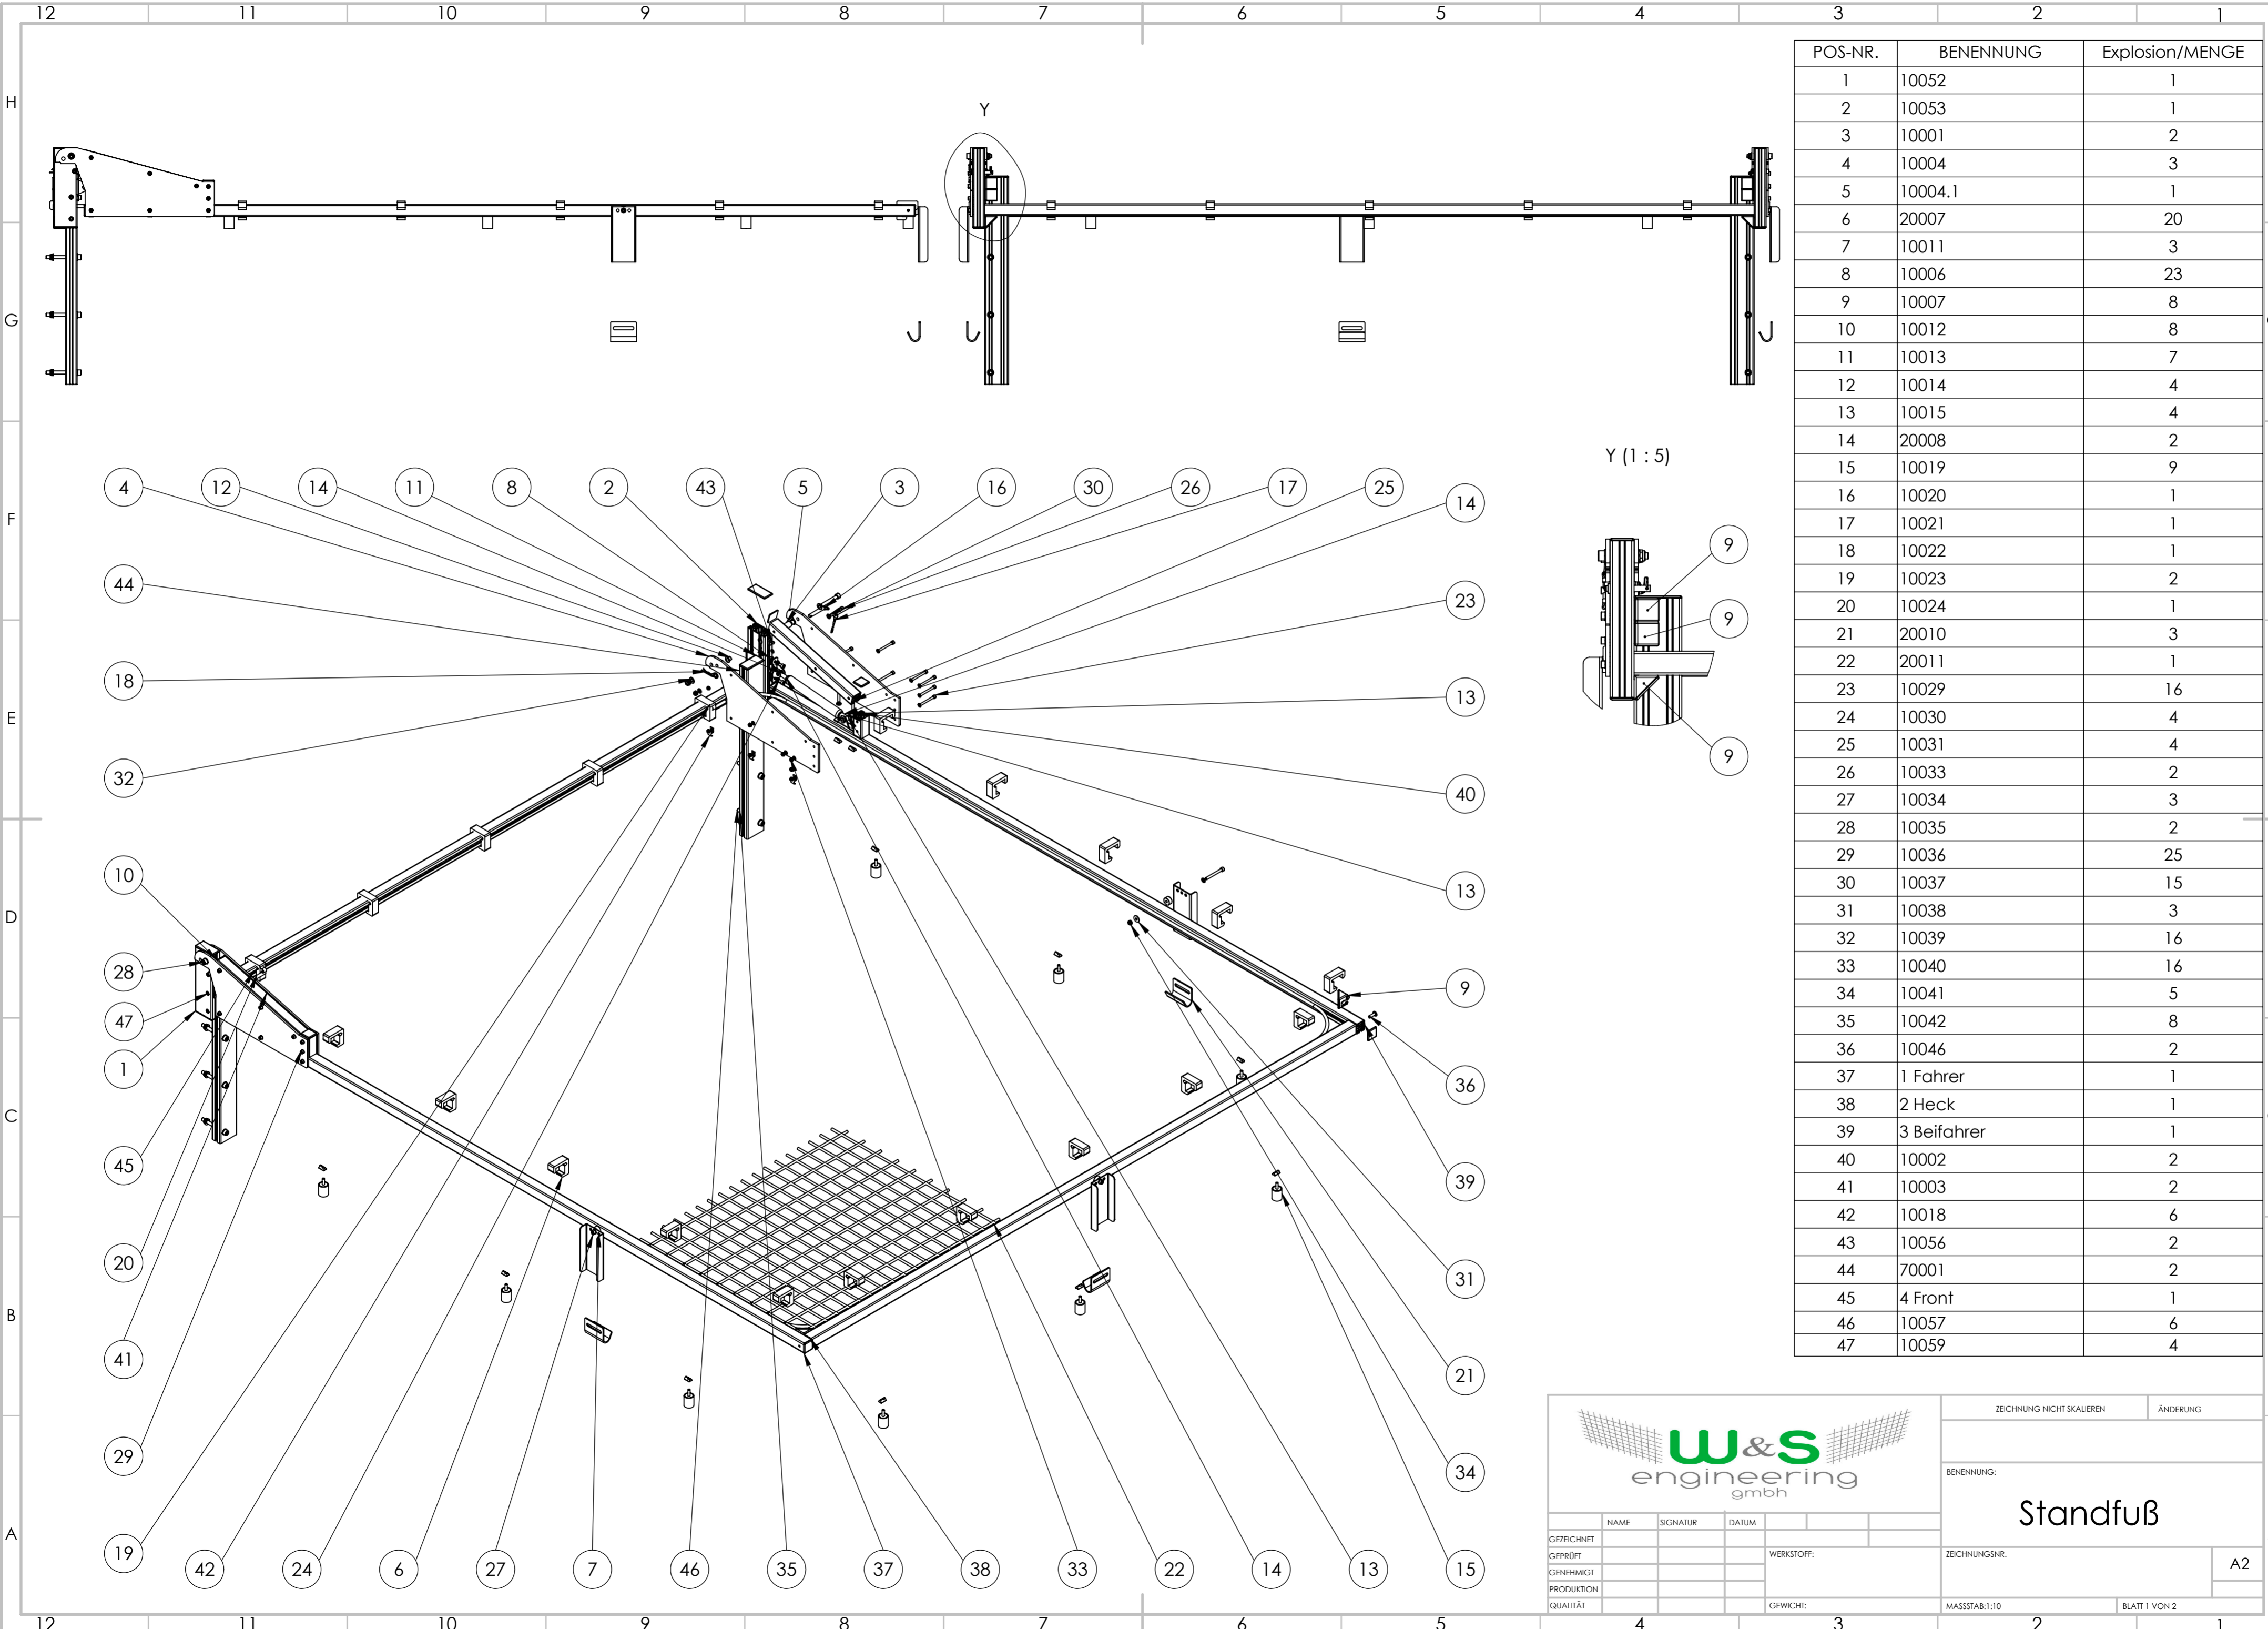 12 11 10 9 8 7 6 5 4 3 2 1
H
G
F
E
D
C
B
A
POS-NR. BENENNUNG Explosion/MENGE
1 10052 1
2 10053 1
3 10001 2
4 10004 3
5 10004.1 1
6 20007 20
7 10011 3
8 10006 23
9 10007 8
10 10012 8
11 10013 7
12 10014 4
13 10015 4
14 20008 2
15 10019 9
16 10020 1
17 10021 1
18 10022 1
19 10023 2
20 10024 1
21 20010 3
22 20011 1
23 10029 16
24 10030 4
25 10031 4
26 10033 2
27 10034 3
28 10035 2
29 10036 25
30 10037 15
31 10038 3
32 10039 16
33 10040 16
34 10041 5
35 10042 8
36 10046 2
37 1 Fahrer 1
38 2 Heck 1
39 3 Beifahrer 1
40 10002 2
41 10003 2
42 10018 6
43 10056 2
44 70001 2
45 4 Front 1
46 10057 6
47 10059 4
Y
Y (1 : 5)
9
9
9
4 12 14 11 8 2 43 5 3 16 30 26 17 25 14
44
23
18
13
32
40
10
13
28
9
47
1
36
45
39
20
31
41
21
29
34
19 42 24 6 27 7 46 35 37 38 33 22 14 13 15
W&S
engineering
gmbh
ZEICHNUNG NICHT SKALIEREN ÄNDERUNG
BENENNUNG:
Standfuß
NAME SIGNATUR DATUM
GEZEICHNET
GEPRÜFT
GENEHMIGT
PRODUKTION
QUALITÄT
WERKSTOFF:
GEWICHT:
ZEICHNUNGSNR.
A2
MASSSTAB:1:10 BLATT 1 VON 2
12 11 10 9 8 7 6 5 4 3 2 1